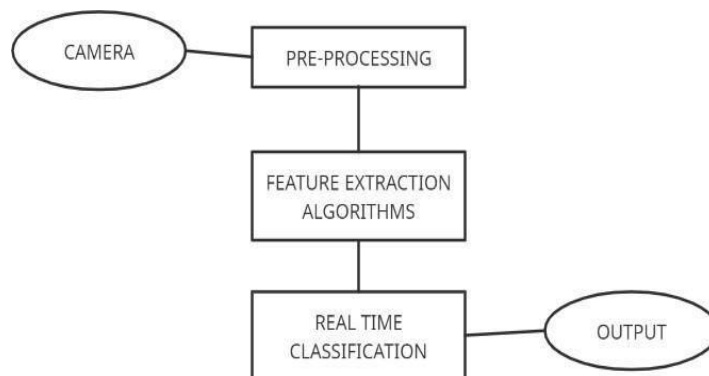 CAMERA
PRE-PROCESSING
FEATURE EXTRACTION
ALGORITHMS
REAL TIME
CLASSIFICATION
OUTPUT